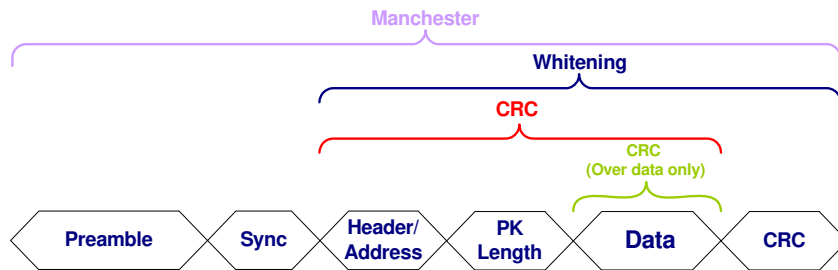 Manchester
Whitening
CRC
CRC
(Over data only)
Preamble
Sync
Header/
Address
PK
Length
Data
CRC